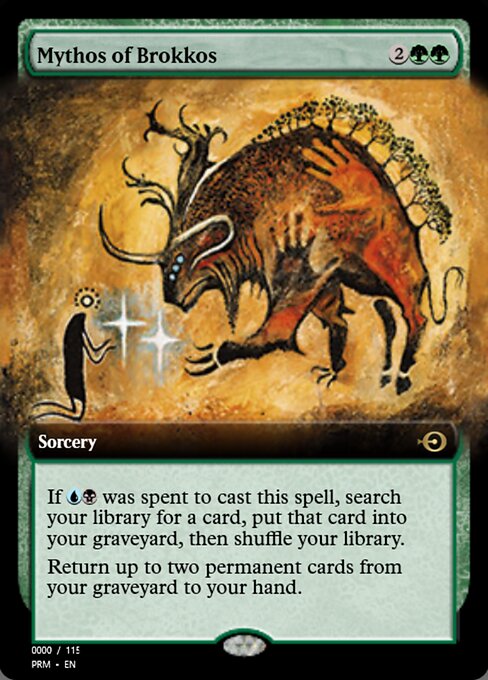 Mythos of Brokkos 2
Sorcery
If was spent to cast this spell, search
your library for a card, put that card into
your graveyard, then shuffle your library.
Return up to two permanent cards from
your graveyard to your hand.
0000 / 115
PRM • EN